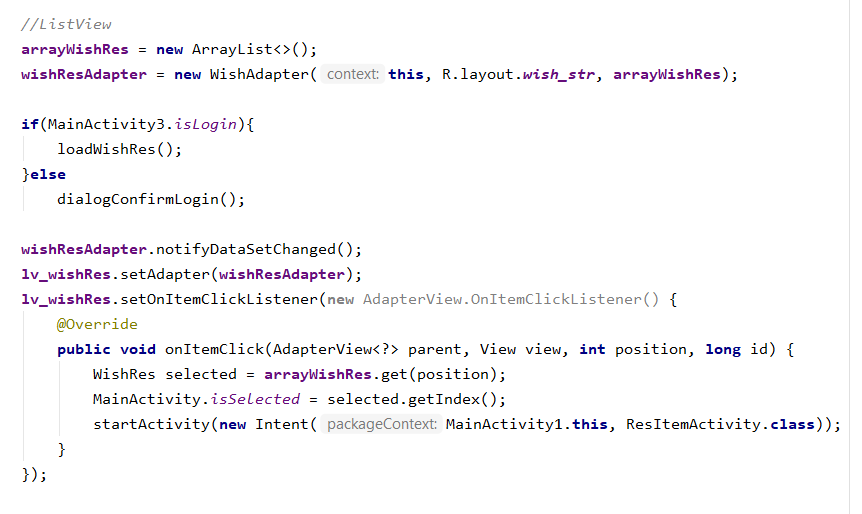 //ListView
arrayWishRes = new ArrayList<>();
wishResAdapter = new WishAdapter( context: this, R.layout.wish_str, arrayWishRes);
if(MainActivity3.isLogin){
loadWishRes();
}else
dialogConfirmLogin();
wishResAdapter.notifyDataSetChanged();
lv_wishRes.setAdapter(wishResAdapter);
lv_wishRes.setOnItemClickListener(new AdapterView.OnItemClickListener() {
@Override
public void onItemClick(AdapterView<?> parent, View view, int position, long id) {
WishRes selected = arrayWishRes.get(position);
MainActivity.isSelected = selected.getIndex();
startActivity(new Intent( packageContext: MainActivity1.this, ResItemActivity.class));
}
});